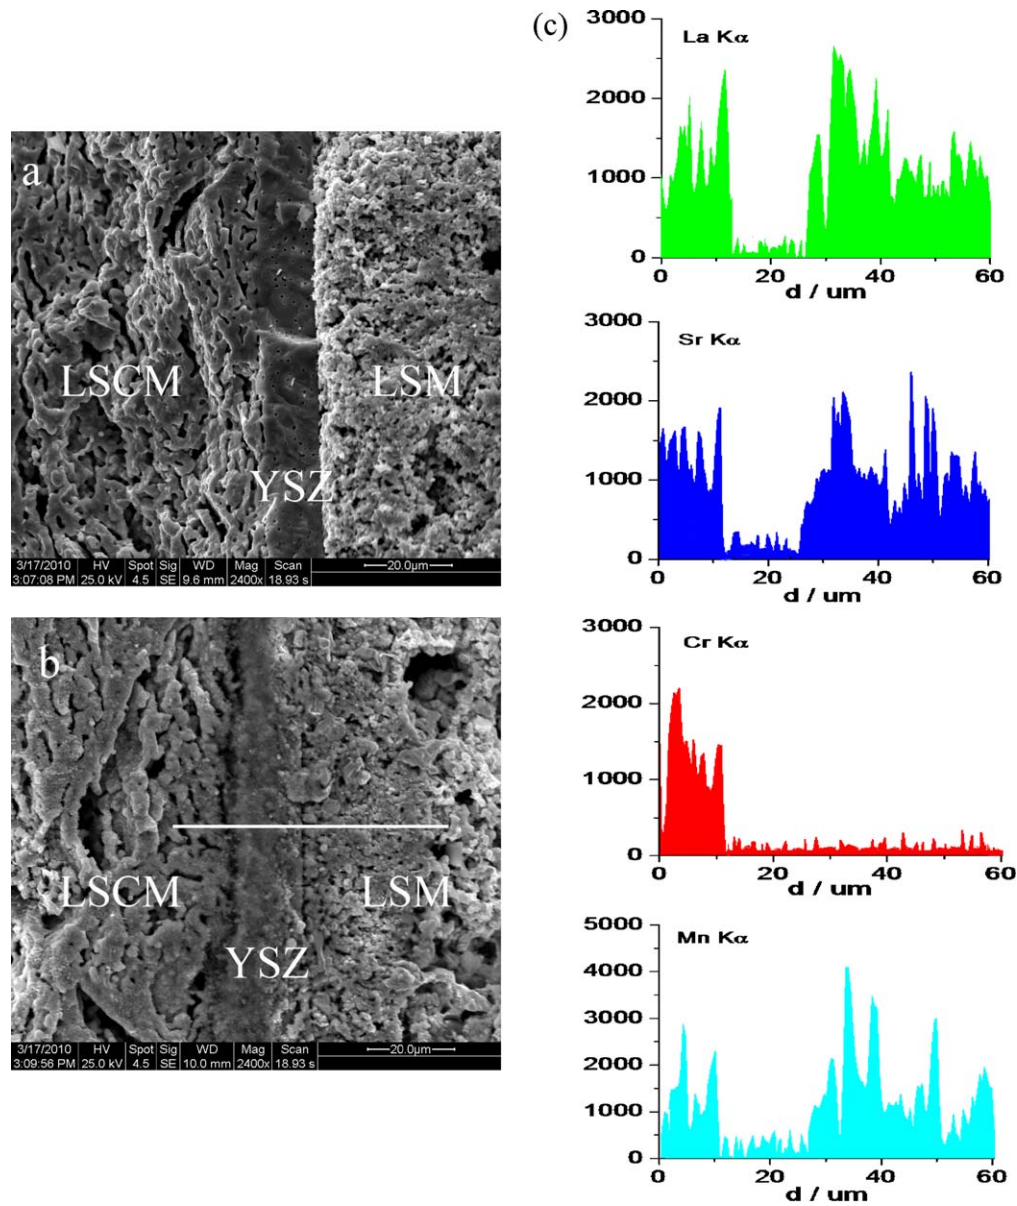 a
LSCM
LSM
YSZ
3/17/2010 HV Spot Sig WD Mag Scan
3:07:08 PM 25.0 kV 4.5 SE 9.6 mm 2400x 18.93 s 20.0µm
b
LSCM
LSM
YSZ
3/17/2010 HV Spot Sig WD Mag Scan
3:09:56 PM 25.0 kV 4.5 SE 10.0 mm 2400x 18.93 s 20.0µm
(c)
La Kα
3000
2000
1000
0
0 20 40 60
d / um
Sr Kα
3000
2000
1000
0
0 20 40 60
d / um
Cr Kα
3000
2000
1000
0
0 20 40 60
d / um
Mn Kα
5000
4000
3000
2000
1000
0
0 20 40 60
d / um